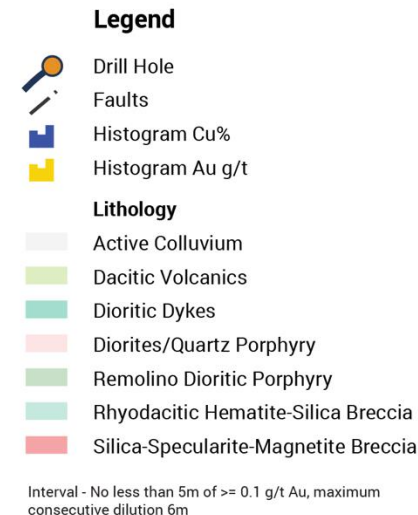 Legend
Drill Hole
Faults
Histogram Cu%
Histogram Au g/t
Lithology
Active Colluvium
Dacitic Volcanics
Dioritic Dykes
Diorites/Quartz Porphyry
Remolino Dioritic Porphyry
Rhyodacitic Hematite-Silica Breccia
Silica-Specularite-Magnetite Breccia
Interval - No less than 5m of >= 0.1 g/t Au, maximum
consecutive dilution 6m